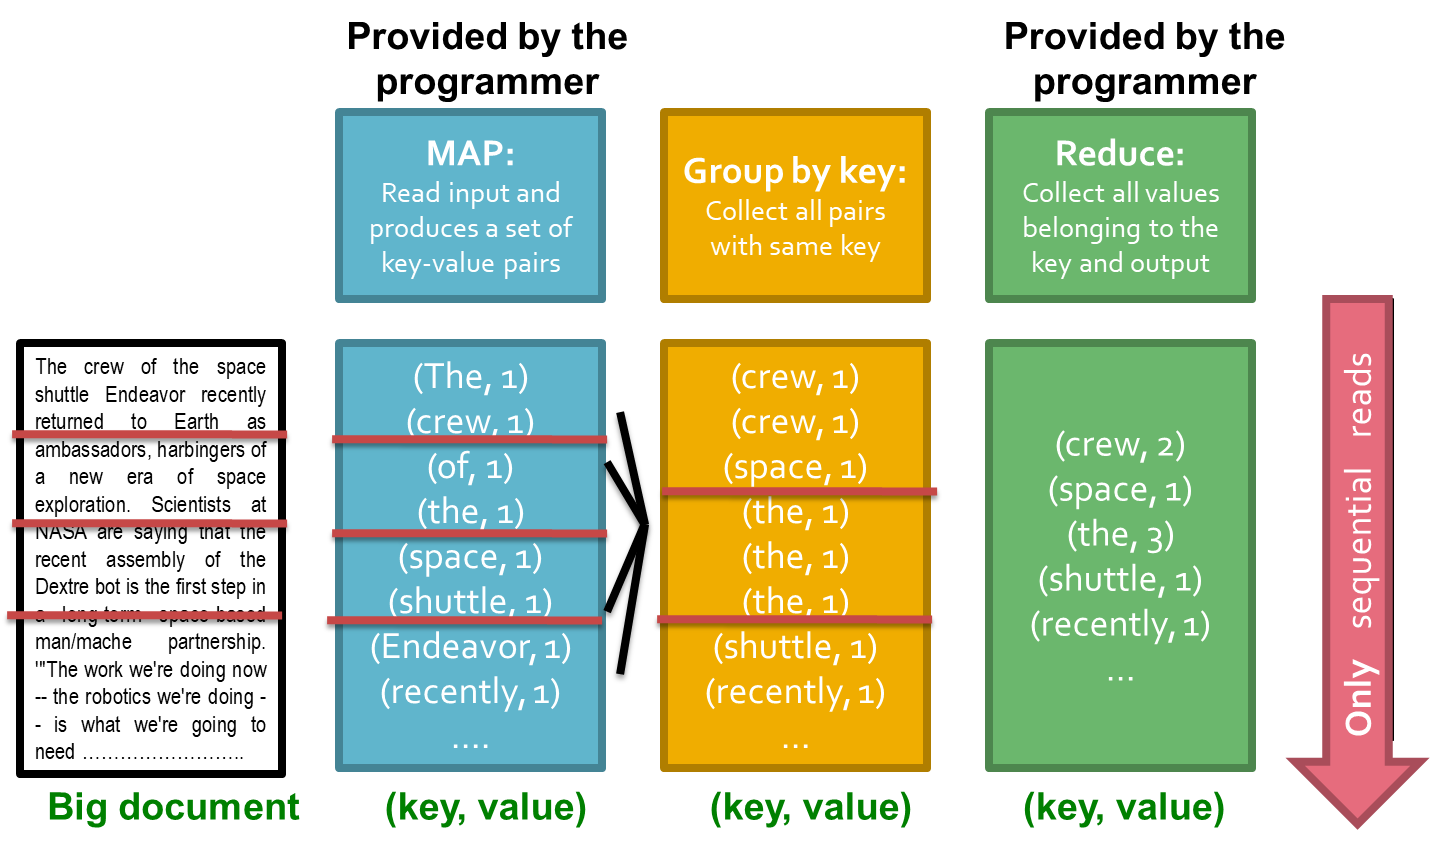 Provided by the
programmer
Provided by the
programmer
MAP:
Read input and
produces a set of
key-value pairs
Group by key:
Collect all pairs
with same key
Reduce:
Collect all values
belonging to the
key and output
The crew of the space
shuttle Endeavor recently
returned to Earth as
ambassadors, harbingers of
a new era of space
exploration. Scientists at
NASA are saying that the
recent assembly of the
Dextre bot is the first step in
a long-term space-based
man/mache partnership.
'"The work we're doing now
-- the robotics we're doing -
- is what we're going to
need ……………………..
Big document
(The, 1)
(crew, 1)
(of, 1)
(the, 1)
(space, 1)
(shuttle, 1)
(Endeavor, 1)
(recently, 1)
….
(key, value)
(crew, 1)
(crew, 1)
(space, 1)
(the, 1)
(the, 1)
(the, 1)
(shuttle, 1)
(recently, 1)
…
(key, value)
(crew, 2)
(space, 1)
(the, 3)
(shuttle, 1)
(recently, 1)
…
(key, value)
Only sequential reads